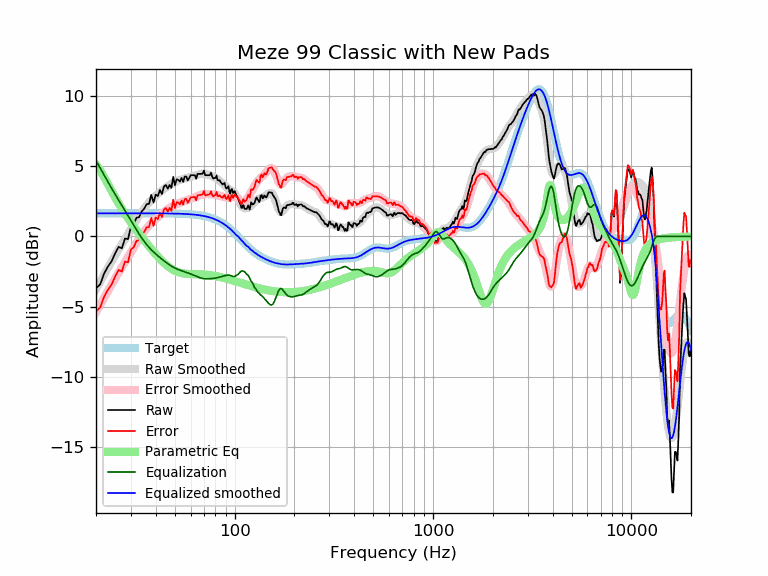 Meze 99 Classic with New Pads
10
5
0
−5
−10
−15
Amplitude (dBr)
Target
Raw Smoothed
Error Smoothed
Raw
Error
Parametric Eq
Equalization
Equalized smoothed
100
1000
10000
Frequency (Hz)